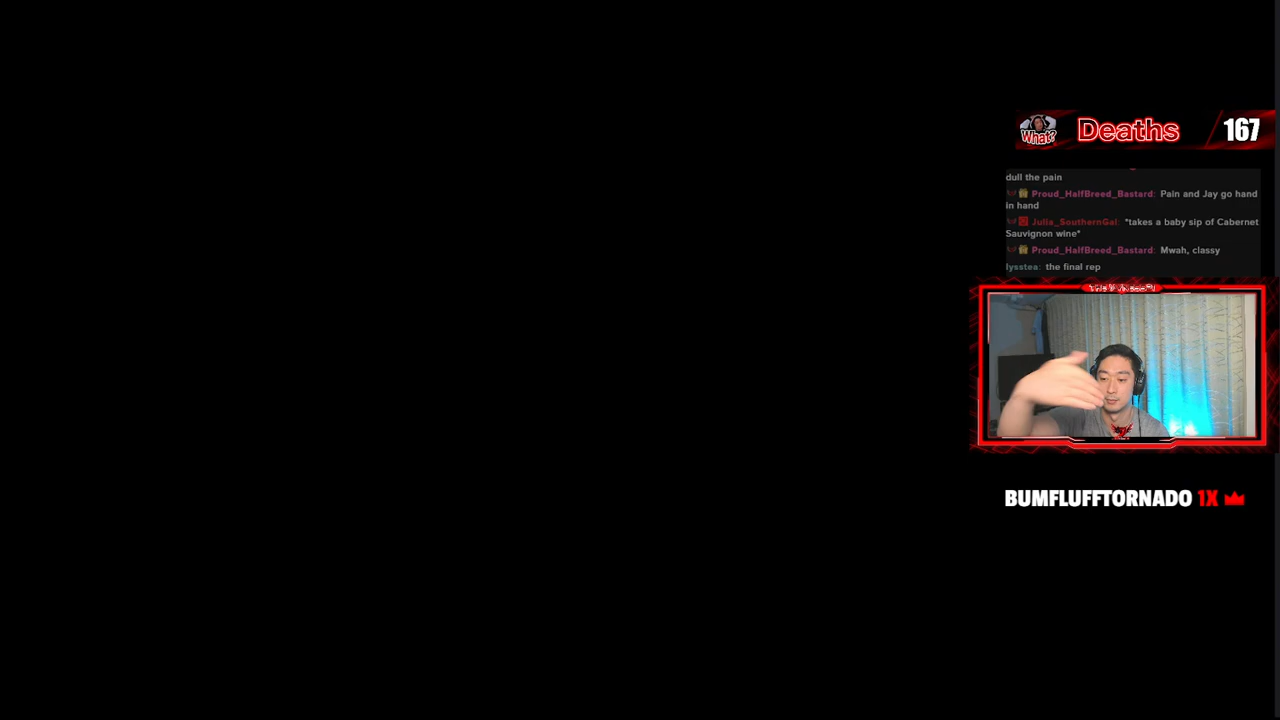 What?
Deaths
167
dull the pain
Proud_HalfBreed_Bastard: Pain and Jay go hand
in hand
Julia_SouthernGal: *takes a baby sip of Cabernet
Sauvignon wine*
Proud_HalfBreed_Bastard: Mwah, classy
lysstea: the final rep
BUMFLUFFTORNADO 1X